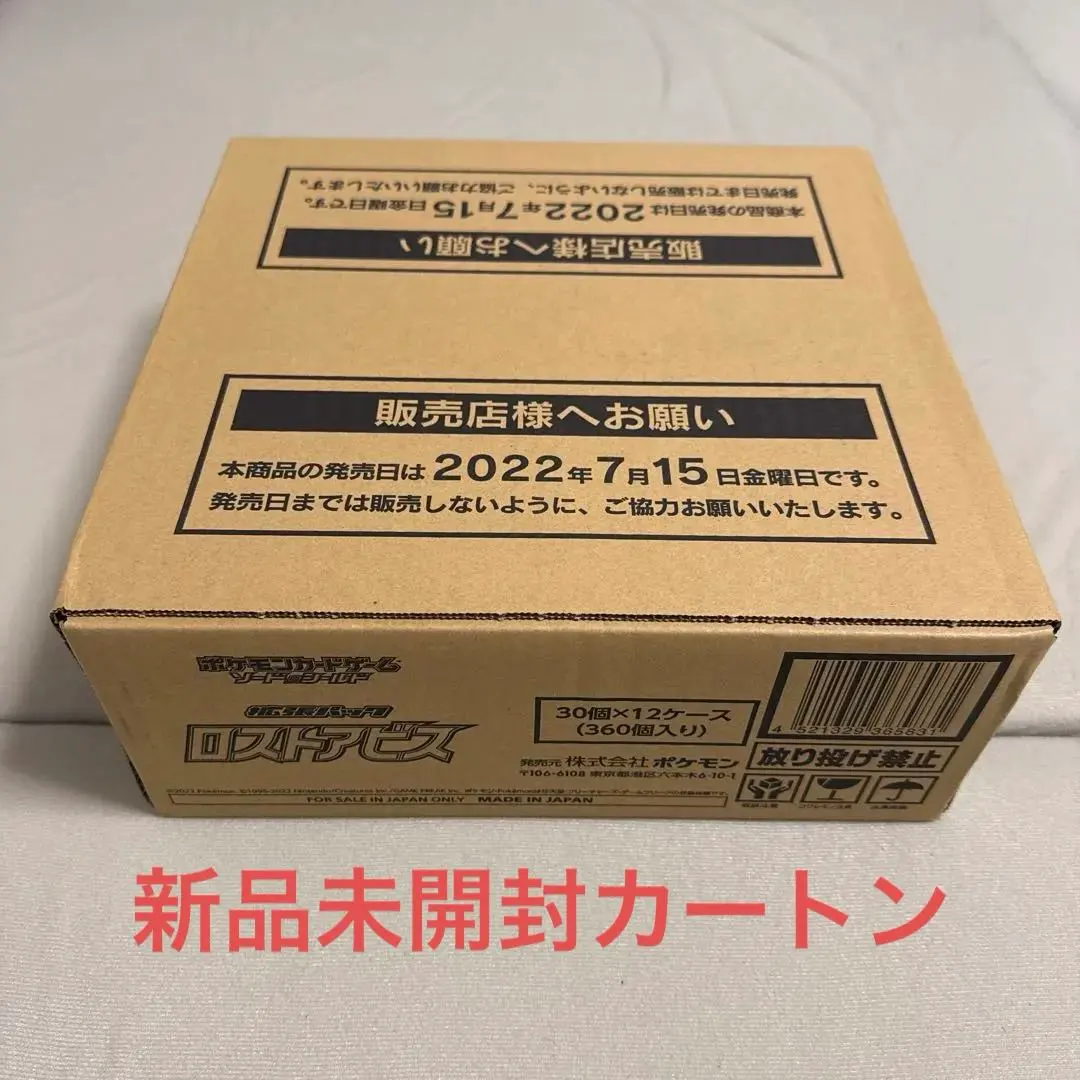 販売店様へお願い
本商品の発売日は2022年7月15日金曜日です。
発売日までは販売しないように、ご協力お願いいたします。
販売店様へお願い
本商品の発売日は 2022年7月15日金曜日です。
発売日までは販売しないように、ご協力お願いいたします。
ポケモンカードゲーム
ソード&シールド
拡張パック
ロストアビス
30個×12ケース
(360個入り)
発売元 株式会社 ポケモン
〒106-6108 東京都港区六本木6-10-1
FOR SALE IN JAPAN ONLY MADE IN JAPAN
4 521329 365831
放り投げ禁止
新品未開封カートン